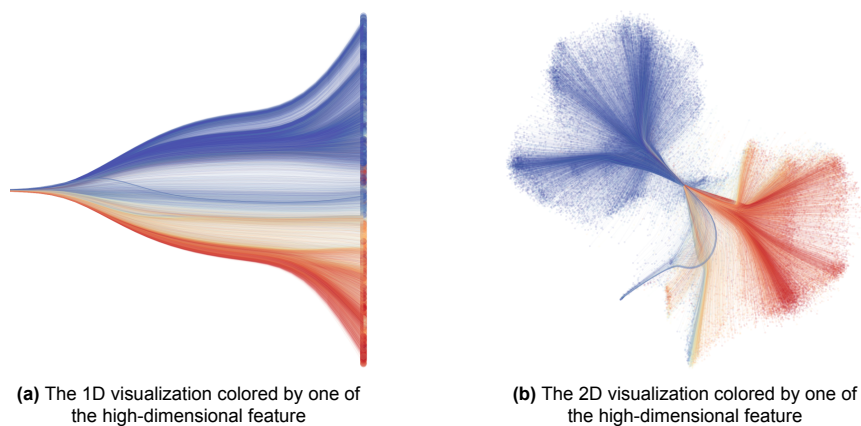 (a) The 1D visualization colored by one of
the high-dimensional feature
(b) The 2D visualization colored by one of
the high-dimensional feature